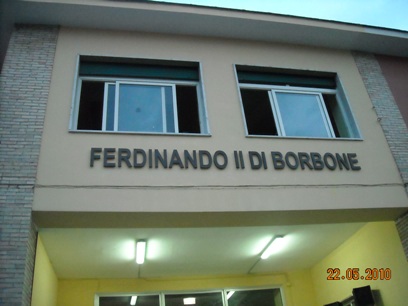 FERDINANDO II DI BORBONE
22.05.2010